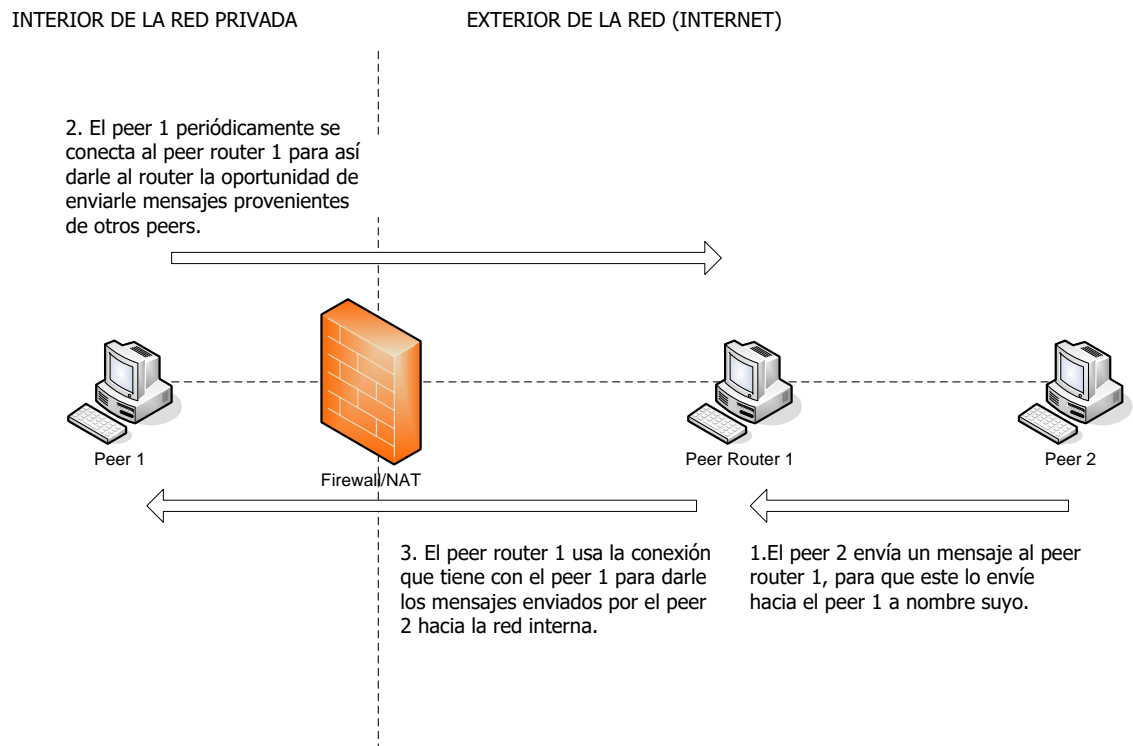 INTERIOR DE LA RED PRIVADA
EXTERIOR DE LA RED (INTERNET)
2. El peer 1 periódicamente se
conecta al peer router 1 para así
darle al router la oportunidad de
enviarle mensajes provenientes
de otros peers.
Peer 1
Firewall/NAT
Peer Router 1
Peer 2
3. El peer router 1 usa la conexión
que tiene con el peer 1 para darle
los mensajes enviados por el peer
2 hacia la red interna.
1.El peer 2 envía un mensaje al peer
router 1, para que este lo envíe
hacia el peer 1 a nombre suyo.